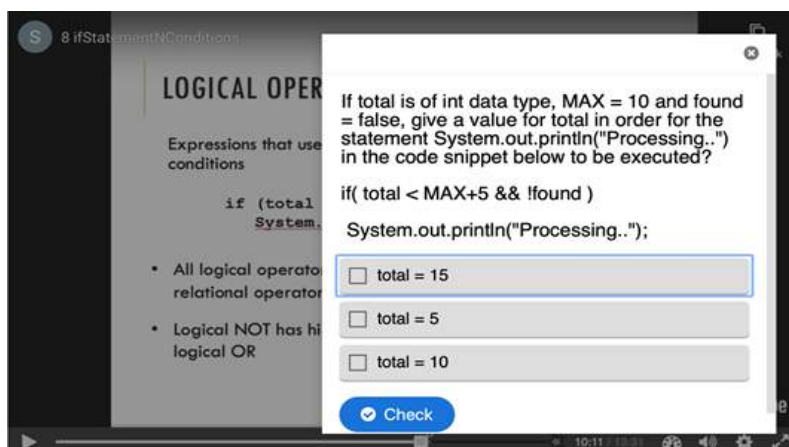 S 8 ifStatementNConditions
LOGICAL OPER
Expressions that use
conditions
if (total
System.
• All logical operato
relational operator
• Logical NOT has hi
logical OR
If total is of int data type, MAX = 10 and found
= false, give a value for total in order for the
statement System.out.println("Processing..")
in the code snippet below to be executed?
if( total < MAX+5 && !found )
System.out.println("Processing..");
total = 15
total = 5
total = 10
Check
10:11 / 13:31